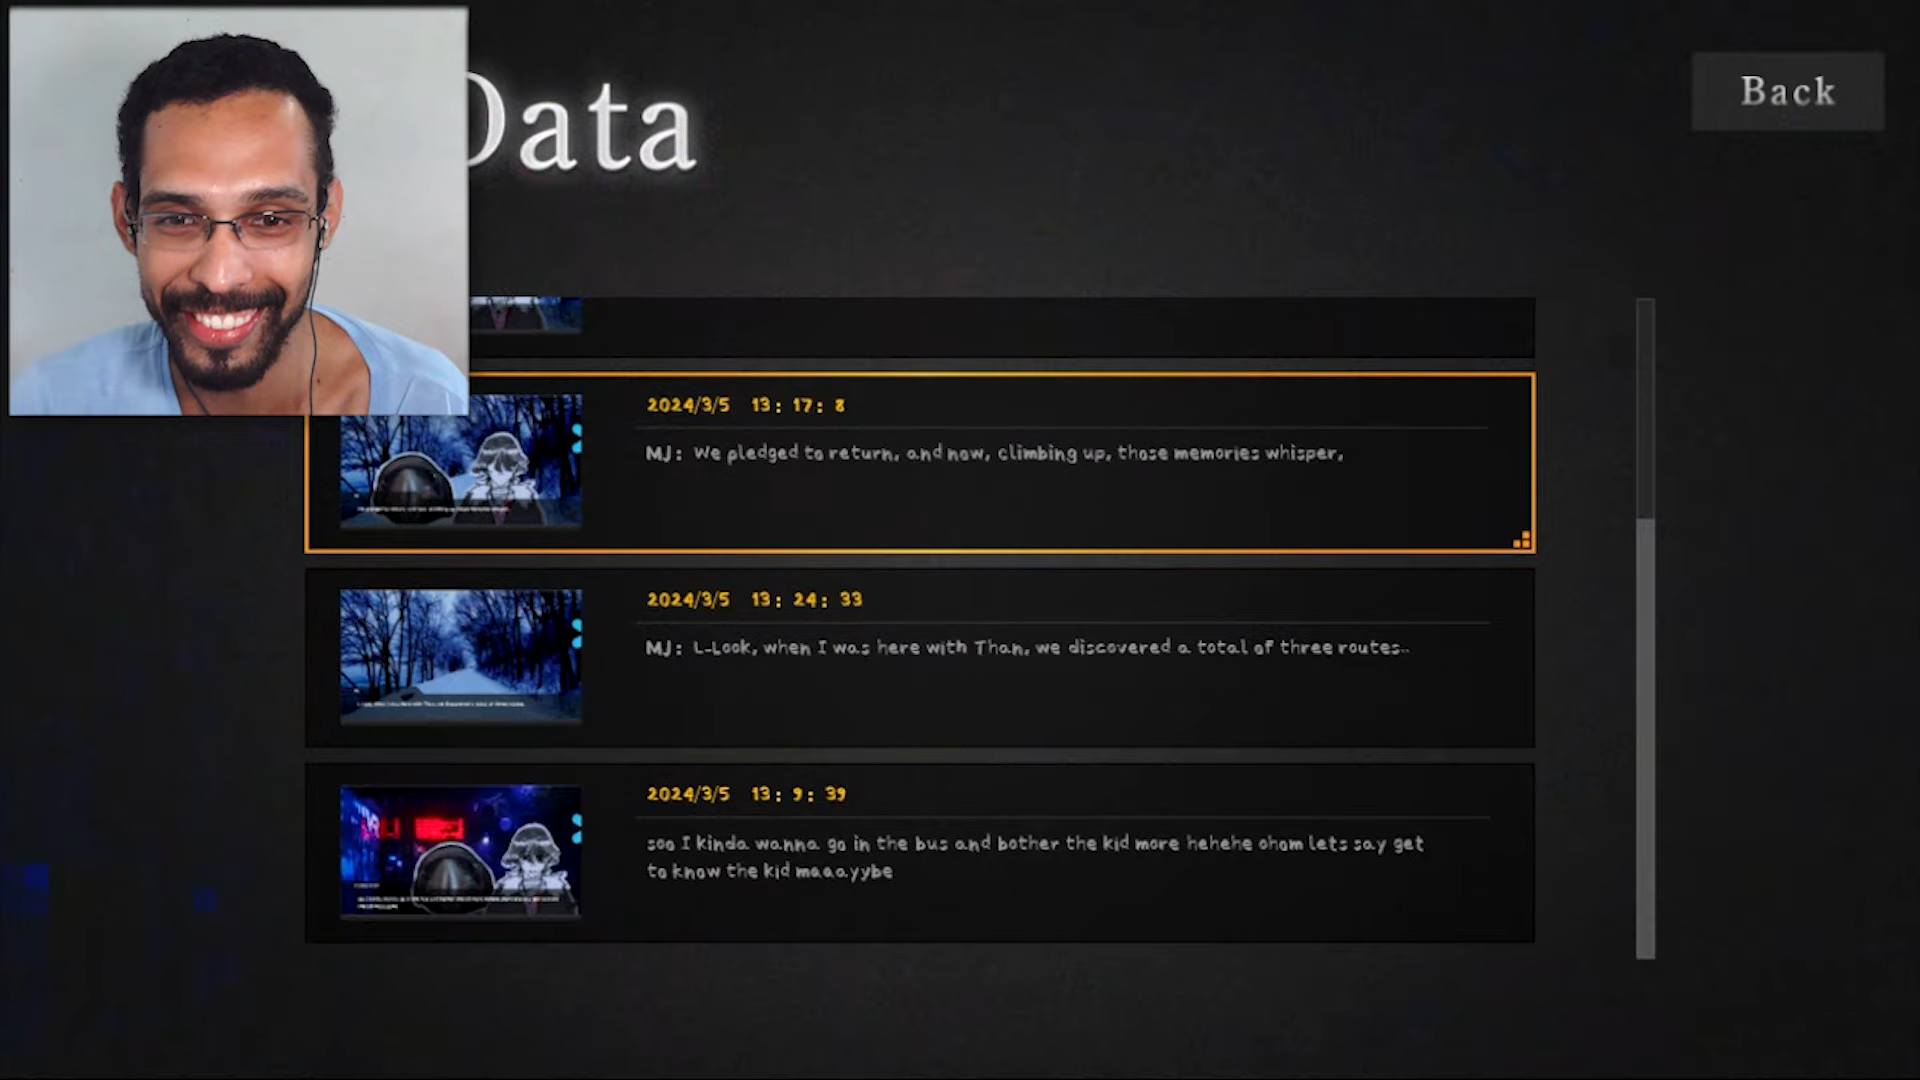 Data
Back
2024/3/5 13: 17: 8
MJ: We pledged to return, and now, climbing up, those memories whisper,
2024/3/5 13: 24: 33
MJ: L-Look, when I was here with Than, we discovered a total of three routes..
2024/3/5 13: 9: 39
soo I kinda wanna go in the bus and bother the kid more hehehe ohom lets say get
to know the kid maaayybe